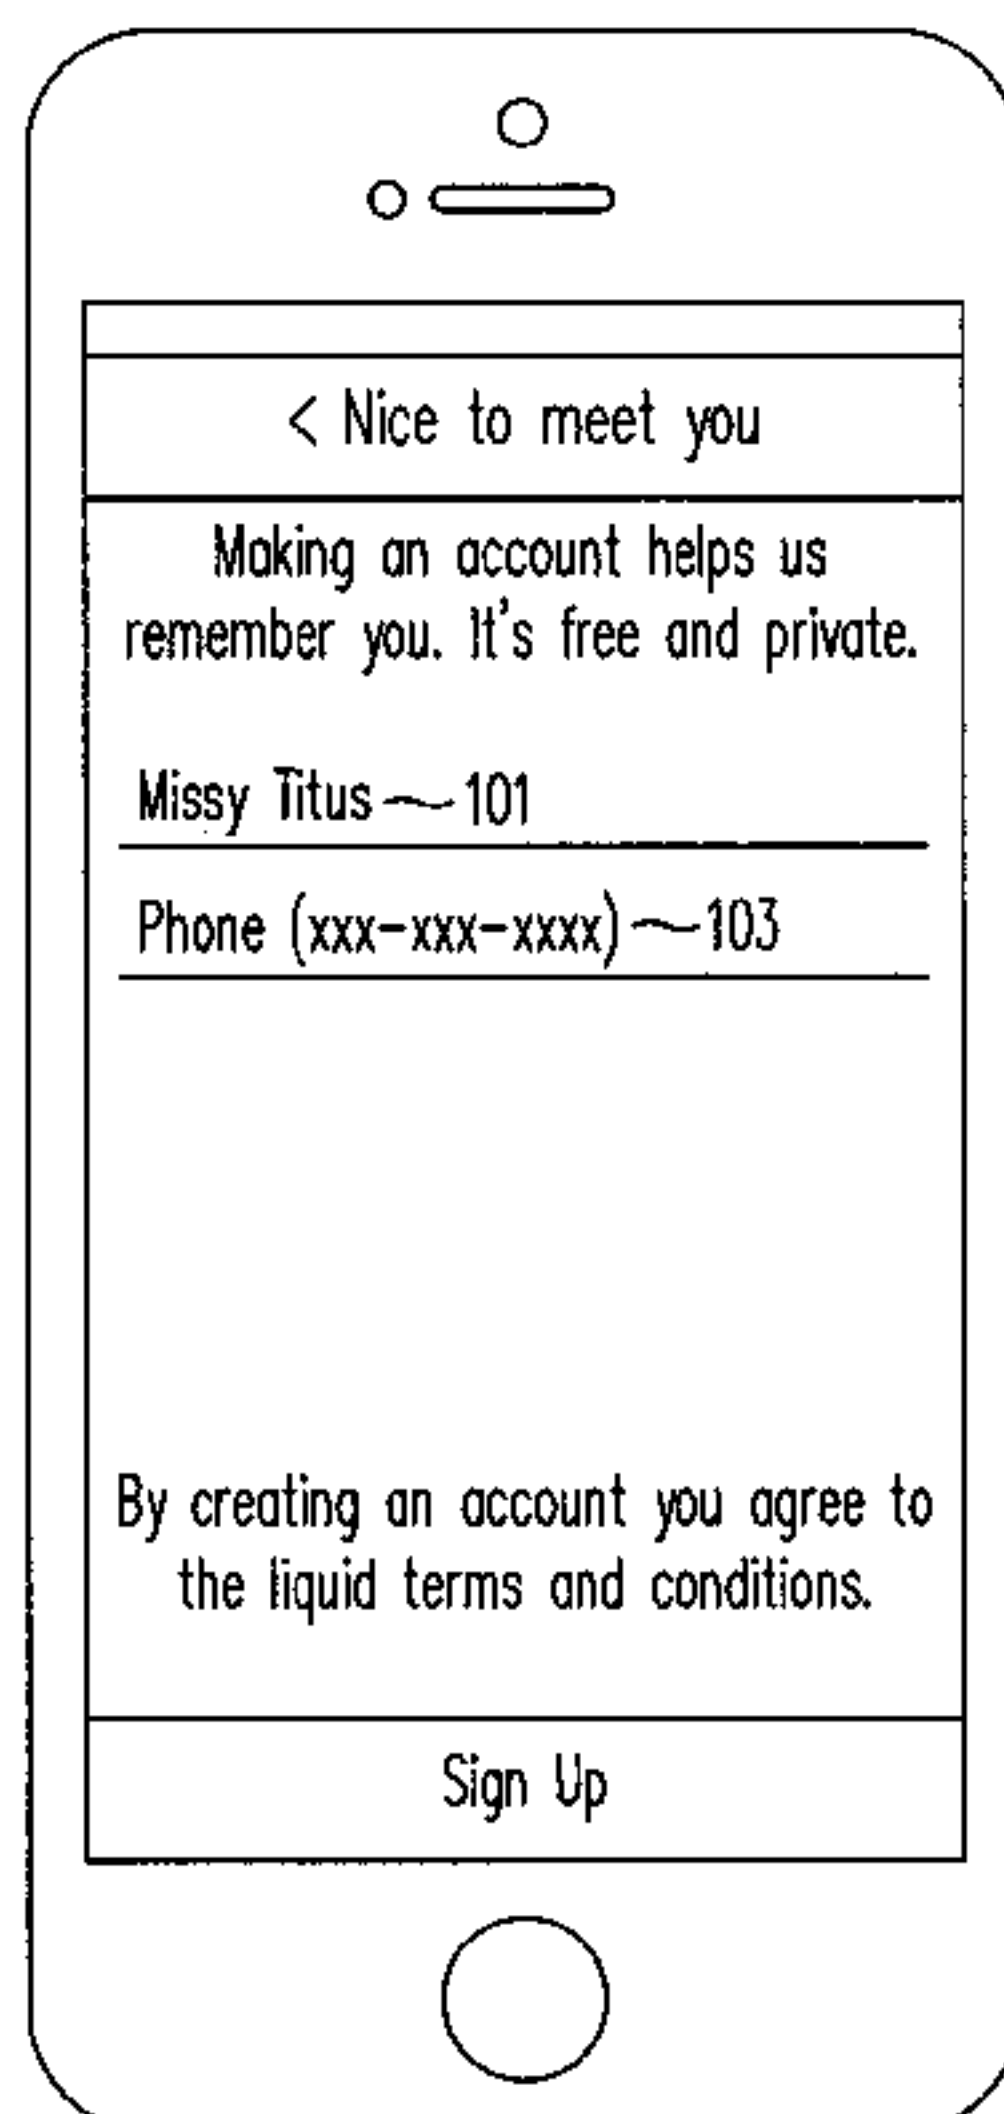 < Nice to meet you
Making an account helps us
remember you. It's free and private.
Missy Titus 101
Phone (xxx-xxx-xxxx) 103
By creating an account you agree to
the liquid terms and conditions.
Sign Up